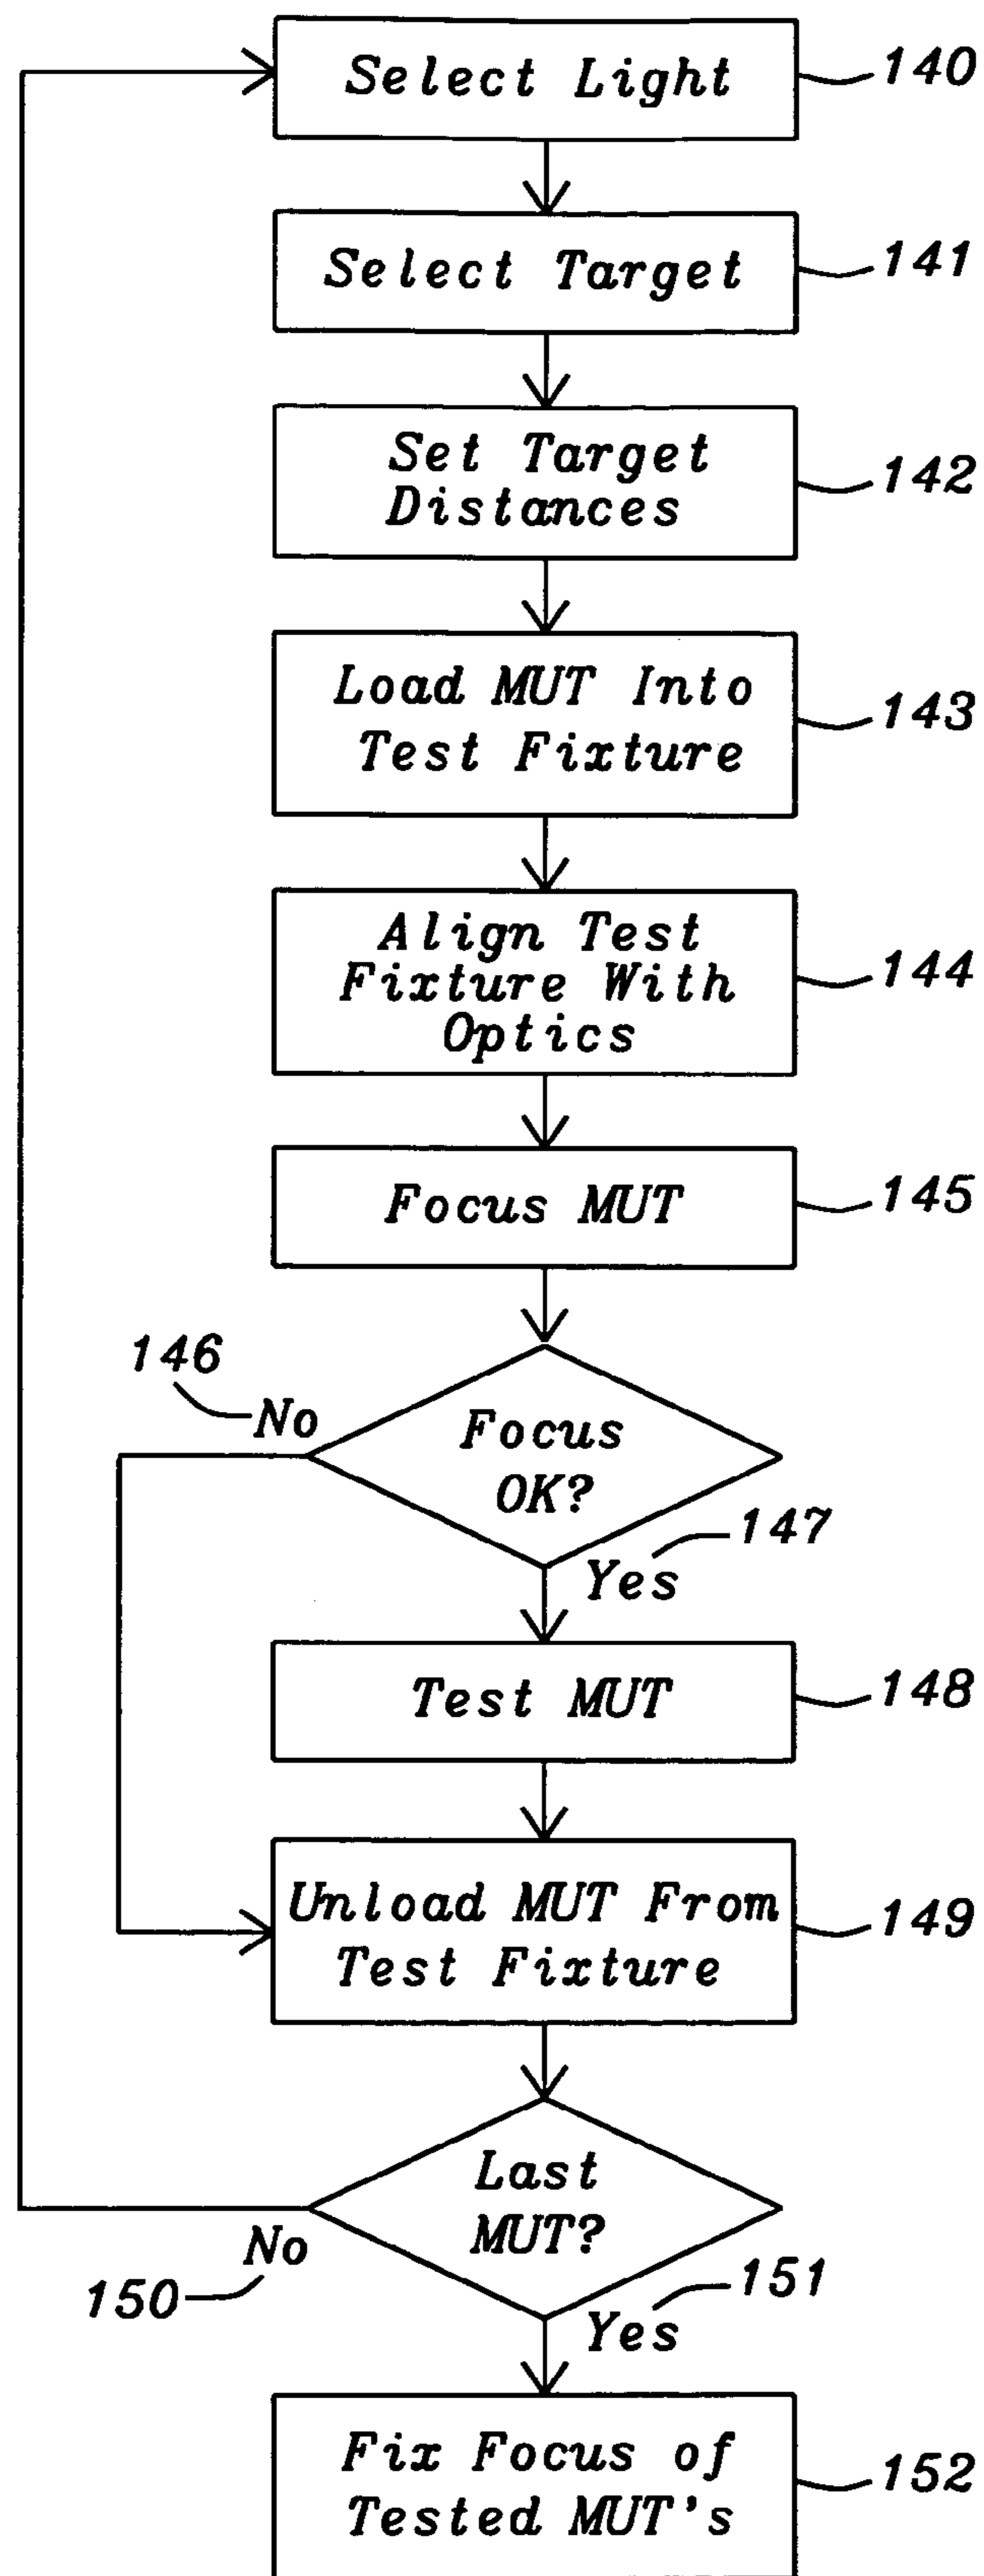 Select Light
140
Select Target
141
Set Target
Distances
142
Load MUT Into
Test Fixture
143
Align Test
Fixture With
Optics
144
Focus MUT
145
146
No
Focus
OK?
147
Yes
Test MUT
148
Unload MUT From
Test Fixture
149
Last
MUT?
No
150
151
Yes
Fix Focus of
Tested MUT's
152